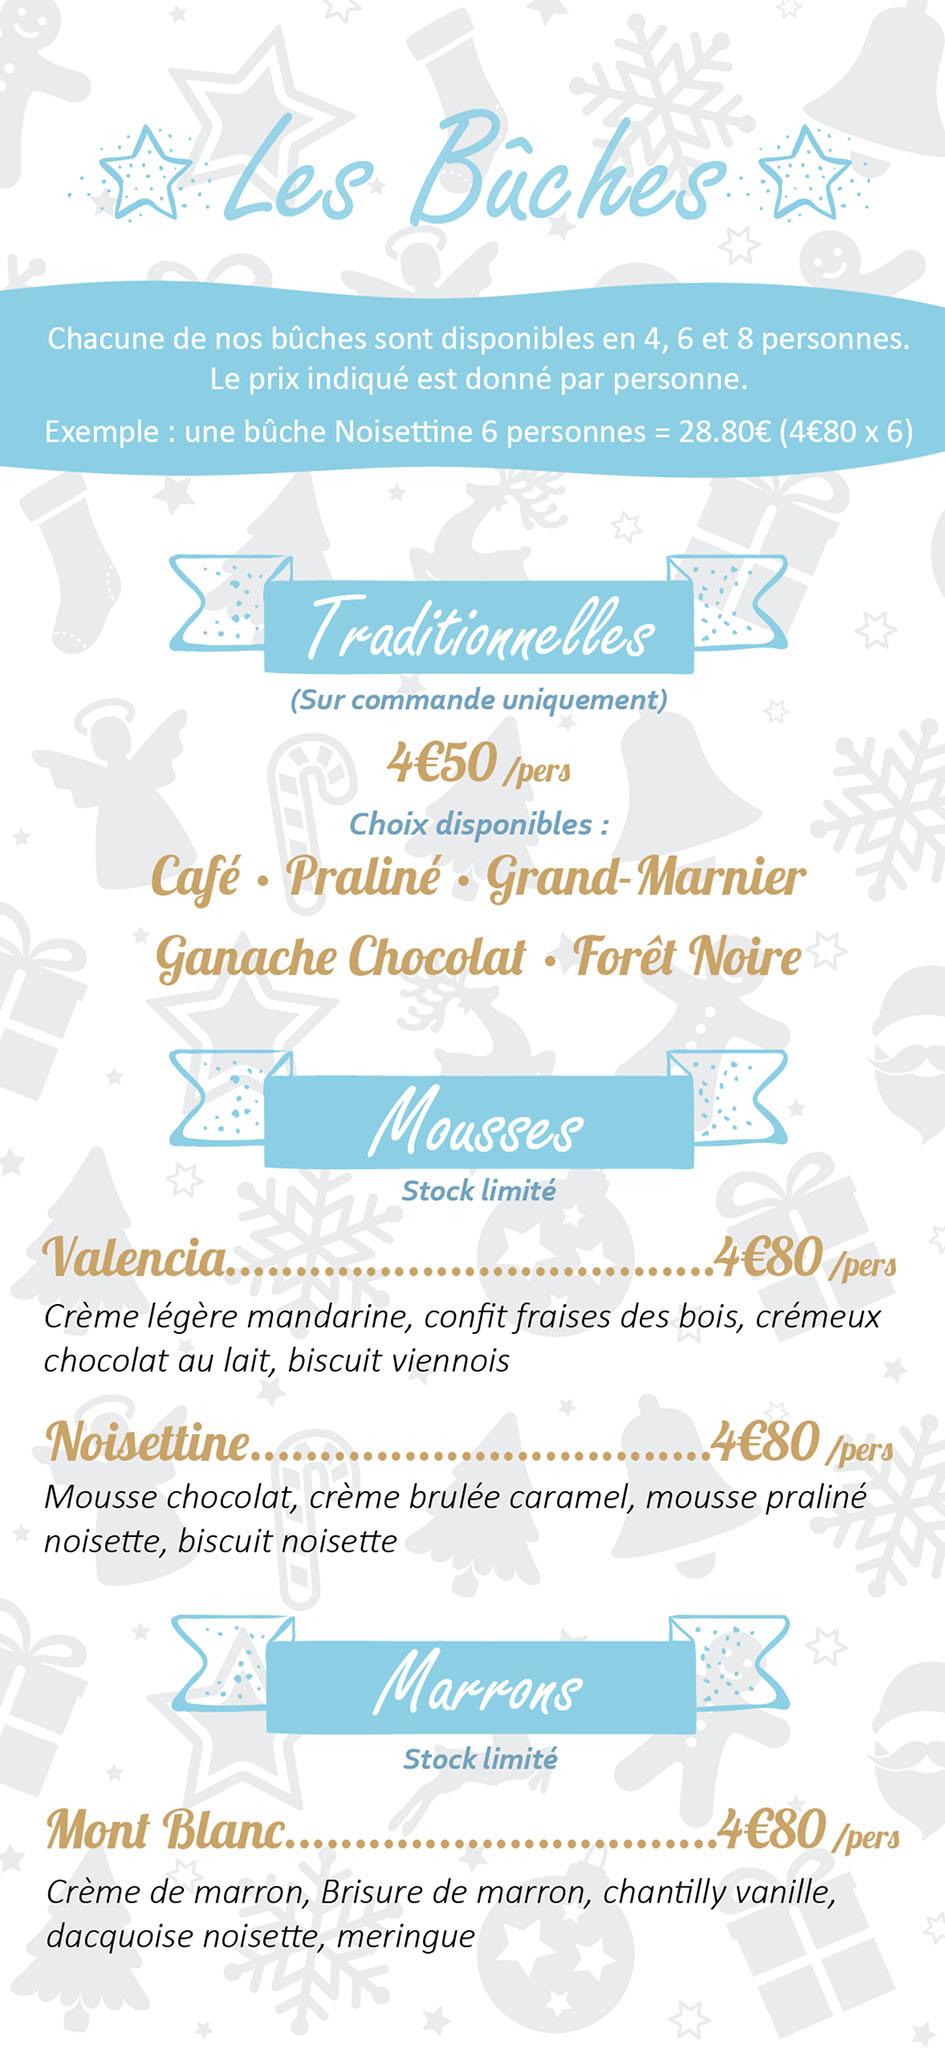 Les Bûches
Chacune de nos bûches sont disponibles en 4, 6 et 8 personnes.
Le prix indiqué est donné par personne.
Exemple : une bûche Noisettine 6 personnes = 28.80€ (4€80 x 6)
Traditionnelles
(Sur commande uniquement)
4€50 /pers
Choix disponibles :
Café • Praliné • Grand-Marnier
Ganache Chocolat • Forêt Noire
Mousses
Stock limité
Valencia...................................4€80 /pers
Crème légère mandarine, confit fraises des bois, crémeux
chocolat au lait, biscuit viennois
Noisettine.................................4€80 /pers
Mousse chocolat, crème brulée caramel, mousse praliné
noisette, biscuit noisette
Marrons
Stock limité
Mont Blanc...............................4€80 /pers
Crème de marron, Brisure de marron, chantilly vanille,
dacquoise noisette, meringue